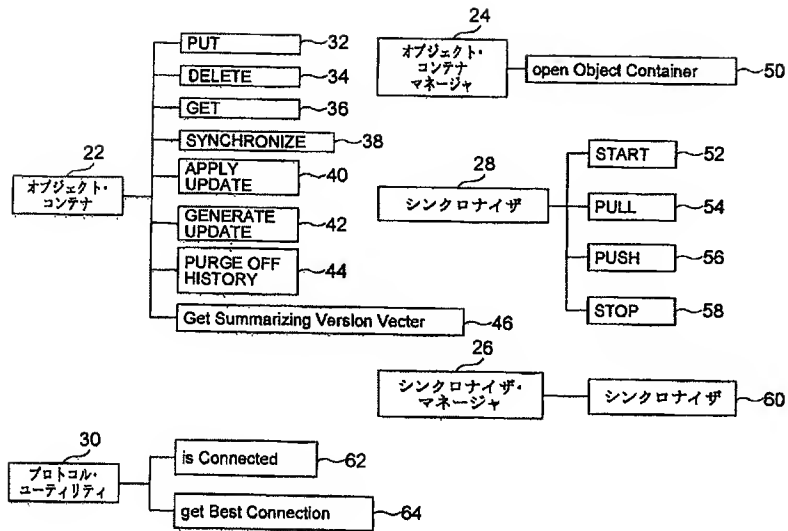 22
オブジェクト・
コンテナ
PUT
32
DELETE
34
GET
36
SYNCHRONIZE
38
APPLY
UPDATE
40
GENERATE
UPDATE
42
PURGE OFF
HISTORY
44
Get Summarizing Version Vecter
46
24
オブジェクト・
コンテナ
マネージャ
open Object Container
50
28
シンクロナイザ
START
52
PULL
54
PUSH
56
STOP
58
26
シンクロナイザ・
マネージャ
シンクロナイザ
60
30
プロトコル・
ユーティリティ
is Connected
62
get Best Connection
64